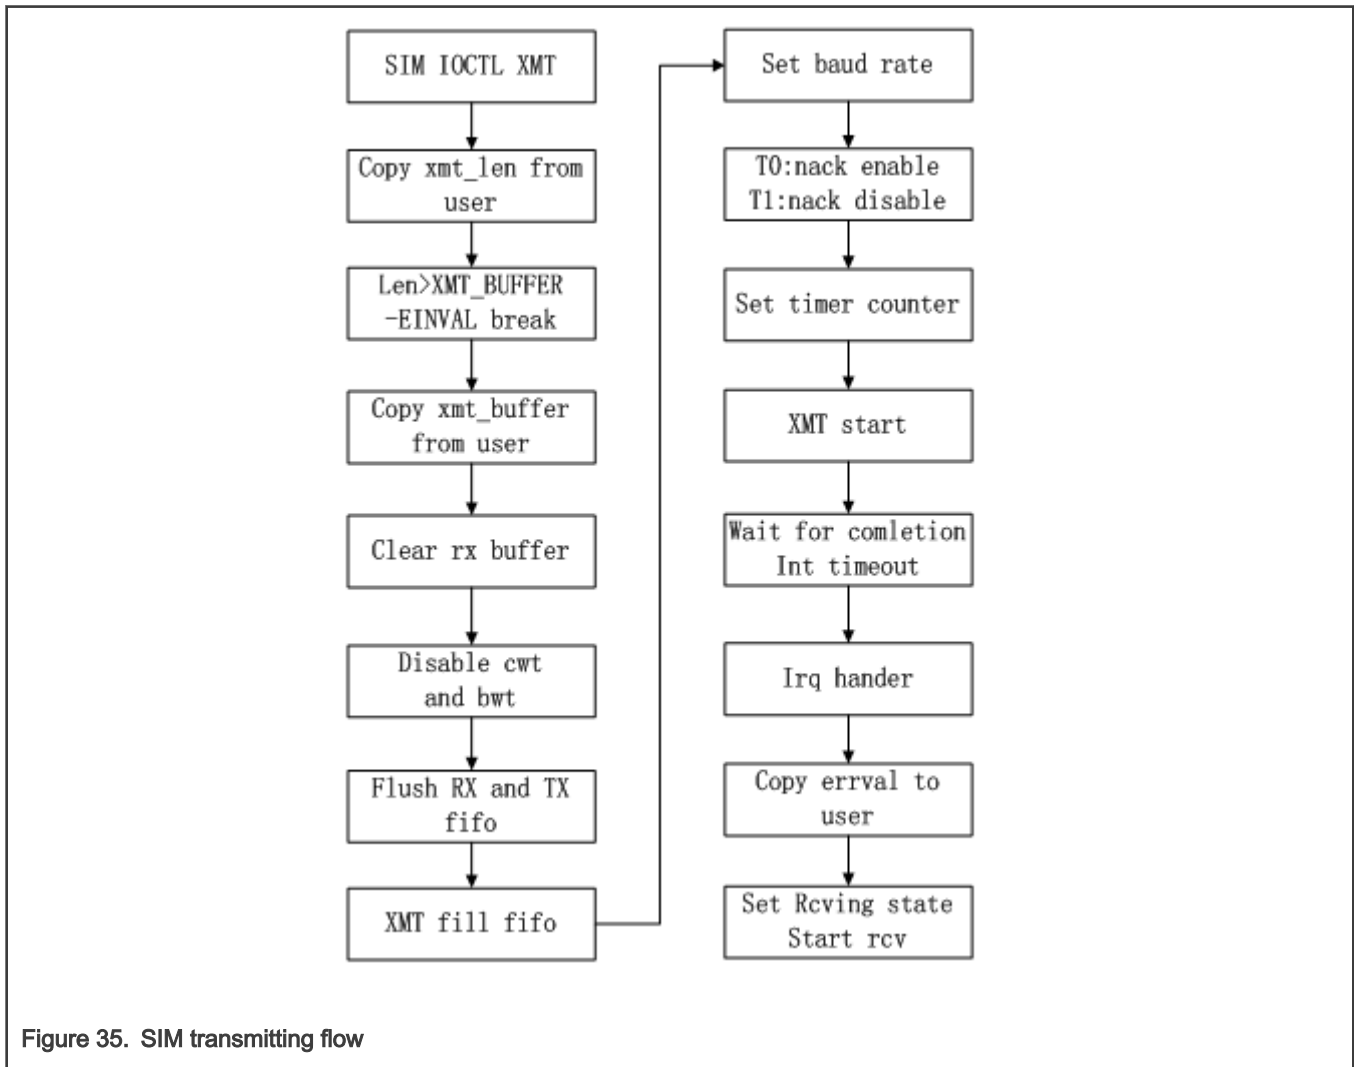 SIM IOCTL XMT
Copy xmt_len from
user
Len>XMT_BUFFER
-EINVAL break
Copy xmt_buffer
from user
Clear rx buffer
Disable cwt
and bwt
Flush RX and TX
fifo
XMT fill fifo
Set baud rate
T0:nack enable
T1:nack disable
Set timer counter
XMT start
Wait for comletion
Int timeout
Irq hander
Copy errval to
user
Set Rcving state
Start rcv
Figure 35. SIM transmitting flow